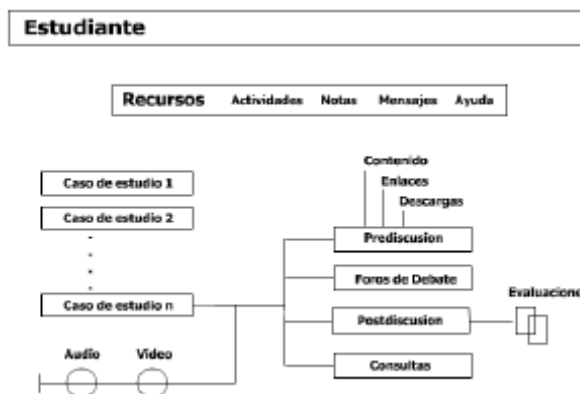 Estudiante
Recursos Actividades Notas Mensajes Ayuda
Contenido
Enlaces
Descargas
Caso de estudio 1
Caso de estudio 2
Caso de estudio n
Prediscusion
Foros de Debate
Postdiscusion
Consultas
Evaluacione
Audio Video